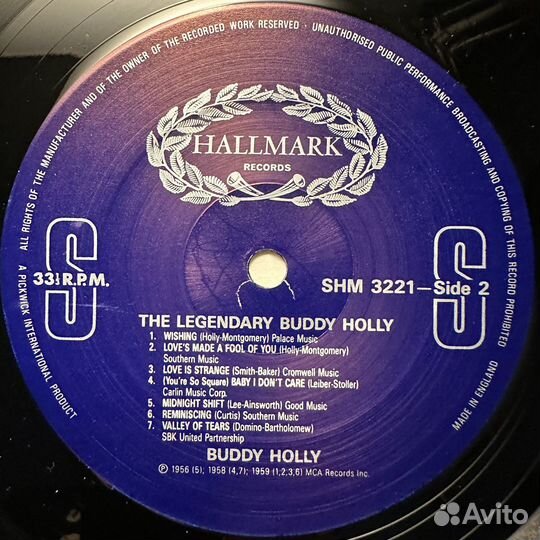 ALL RIGHTS OF THE MANUFACTURER AND OF THE OWNER OF THE RECORDED WORK RESERVED · UNAUTHORISED PUBLIC PERFORMANCE BROADCASTING AND COPYING OF THIS RECORD PROHIBITED
HALLMARK
RECORDS
33⅓ R.P.M.
SHM 3221—Side 2
THE LEGENDARY BUDDY HOLLY
1. WISHING (Holly-Montgomery) Palace Music
2. LOVE'S MADE A FOOL OF YOU (Holly-Montgomery)
Southern Music
3. LOVE IS STRANGE (Smith-Baker) Cromwell Music
4. (You're So Square) BABY I DON'T CARE (Leiber-Stoller)
Carlin Music Corp.
5. MIDNIGHT SHIFT (Lee-Ainsworth) Good Music
6. REMINISCING (Curtis) Southern Music
7. VALLEY OF TEARS (Domino-Bartholomew)
SBK United Partnership
BUDDY HOLLY
Ⓟ 1956 (5); 1958 (4,7); 1959 (1,2,3,6) MCA Records Inc.
A PICKWICK INTERNATIONAL PRODUCT
MADE IN ENGLAND
Avito